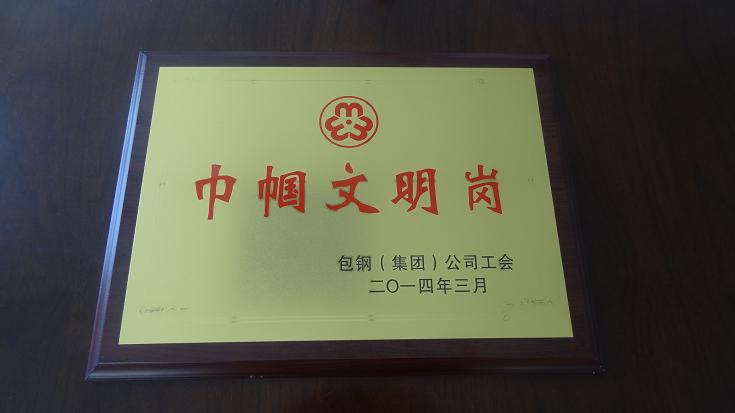 巾帼文明岗
包钢（集团）公司工会
二〇一四年三月